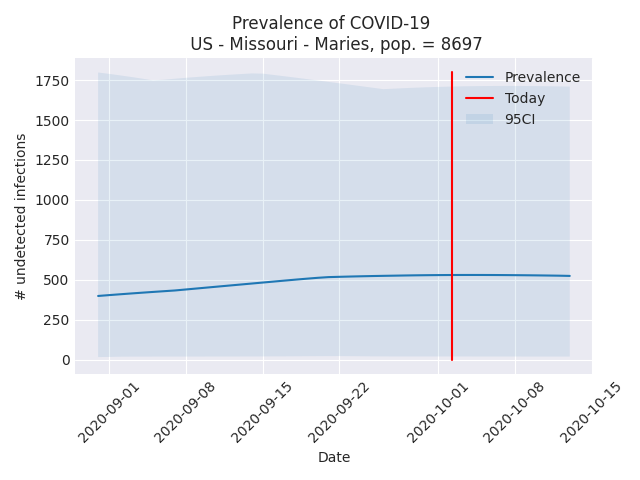 Prevalence of COVID-19
US - Missouri - Maries, pop. = 8697
Prevalence
Today
95CI
# undetected infections
1750
1500
1250
1000
750
500
250
0
2020-09-01
2020-09-08
2020-09-15
2020-09-22
2020-10-01
2020-10-08
2020-10-15
Date